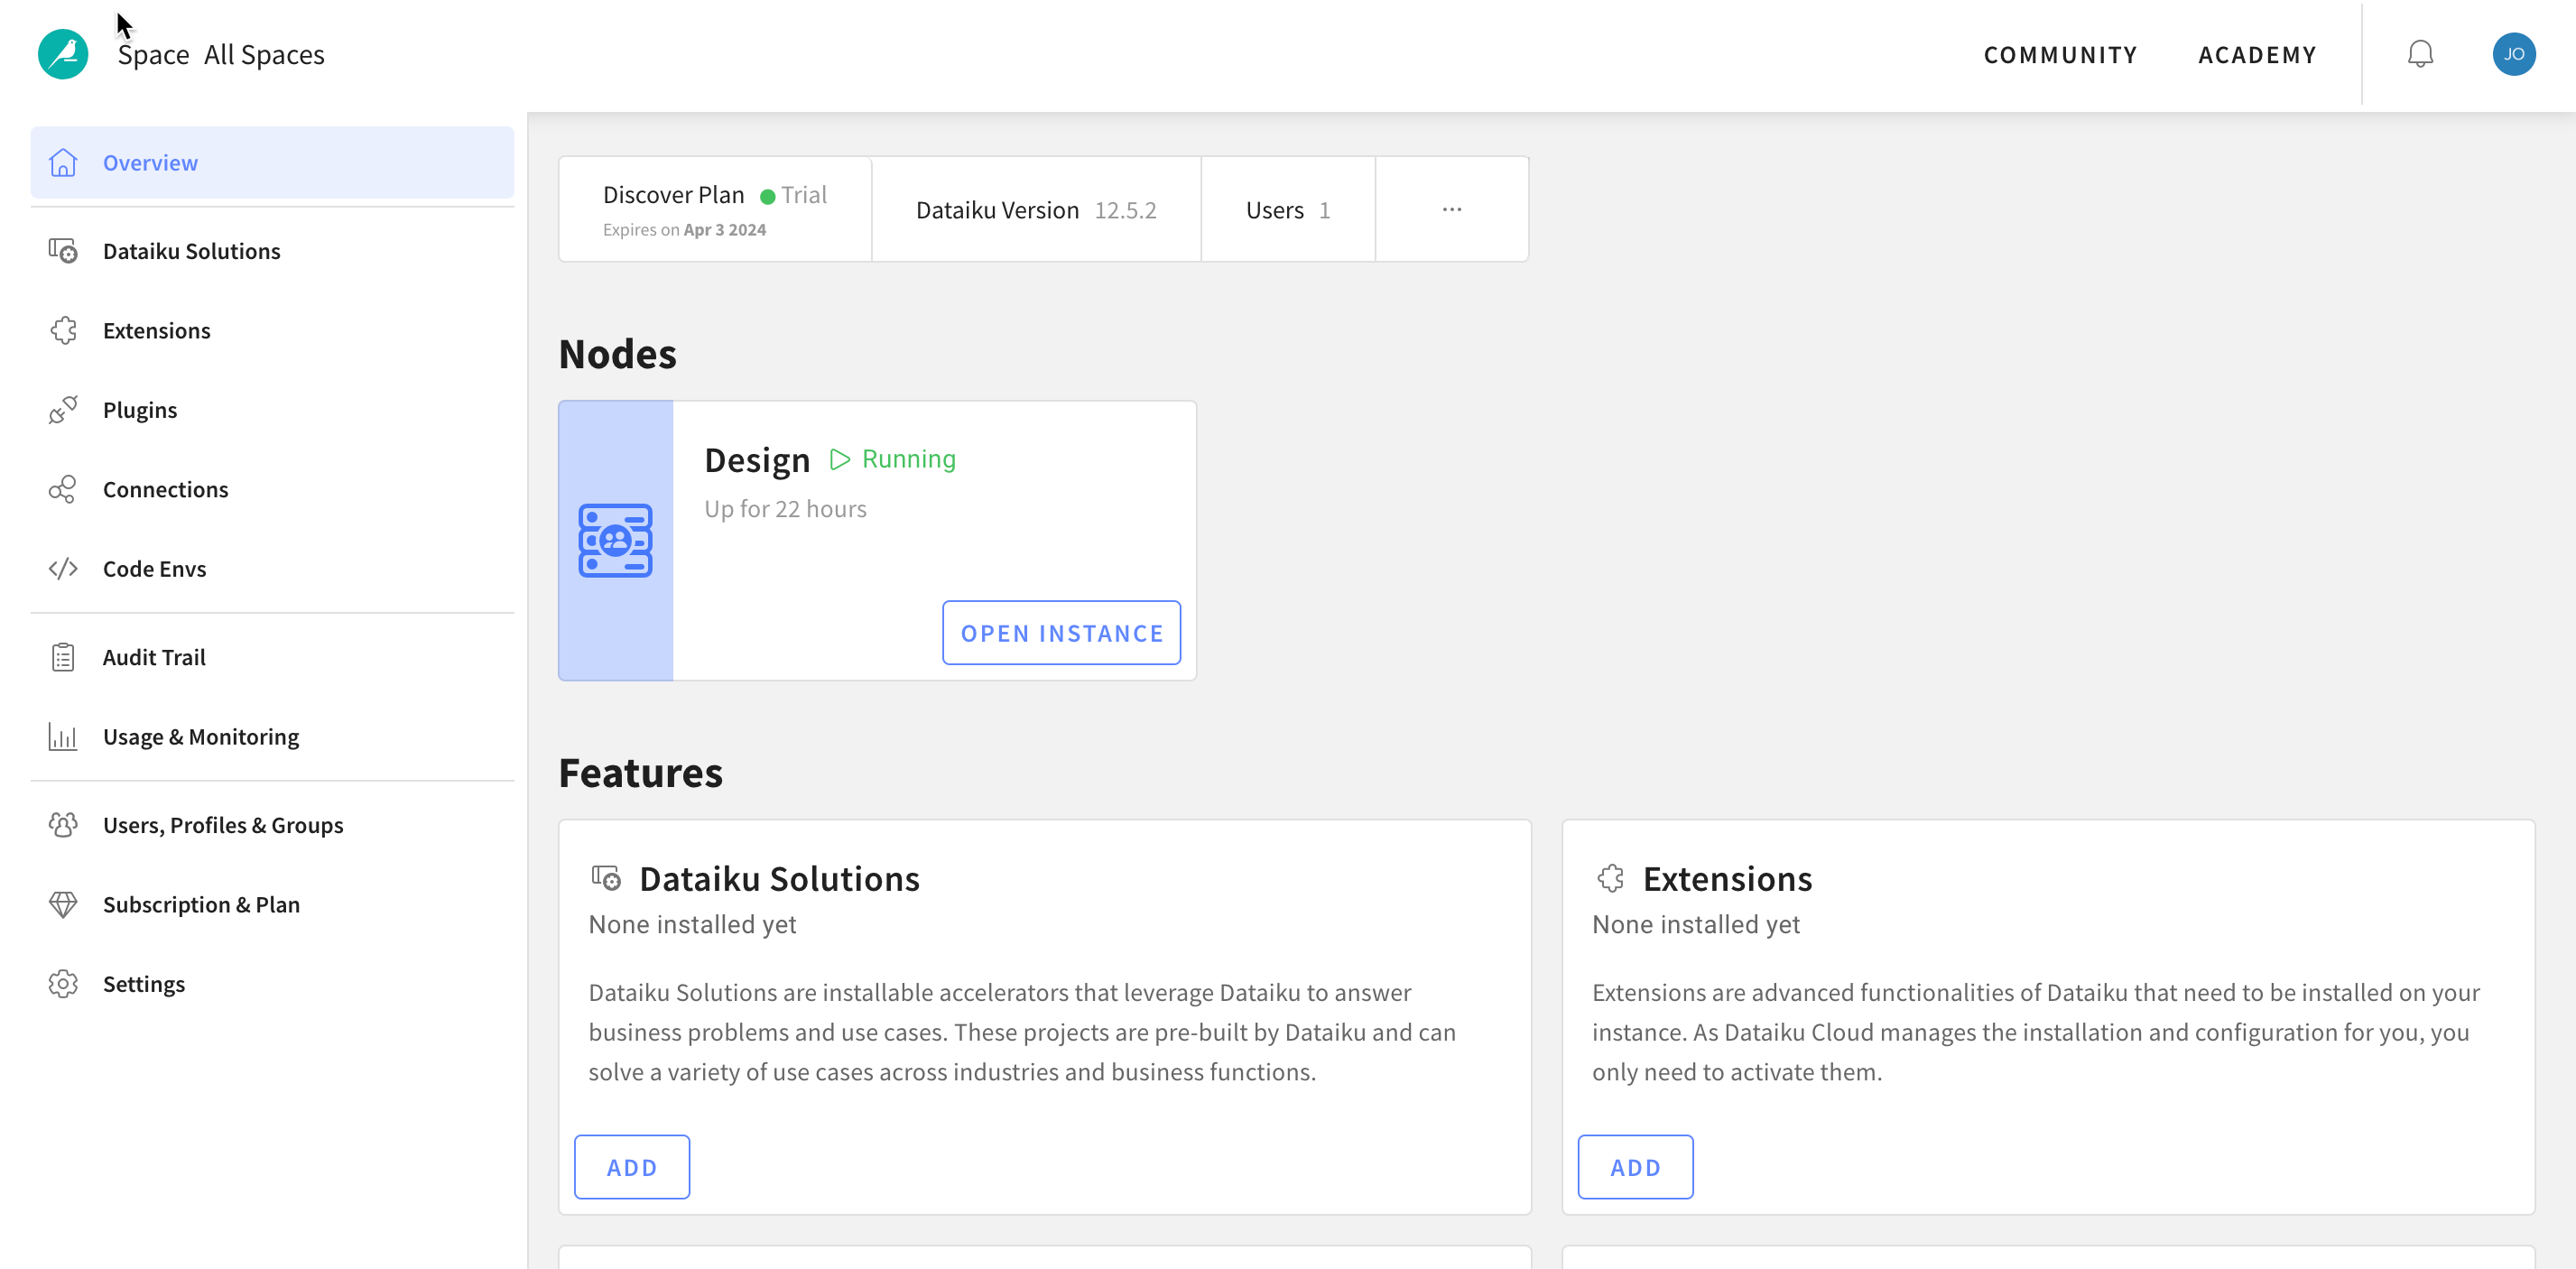 Space All Spaces
COMMUNITY
ACADEMY
JO
Overview
Dataiku Solutions
Extensions
Plugins
Connections
Code Envs
Audit Trail
Usage & Monitoring
Users, Profiles & Groups
Subscription & Plan
Settings
Discover Plan Trial
Expires on Apr 3 2024
Dataiku Version 12.5.2
Users 1
...
Nodes
Design Running
Up for 22 hours
OPEN INSTANCE
Features
Dataiku Solutions
None installed yet
Dataiku Solutions are installable accelerators that leverage Dataiku to answer
business problems and use cases. These projects are pre-built by Dataiku and can
solve a variety of use cases across industries and business functions.
ADD
Extensions
None installed yet
Extensions are advanced functionalities of Dataiku that need to be installed on your
instance. As Dataiku Cloud manages the installation and configuration for you, you
only need to activate them.
ADD